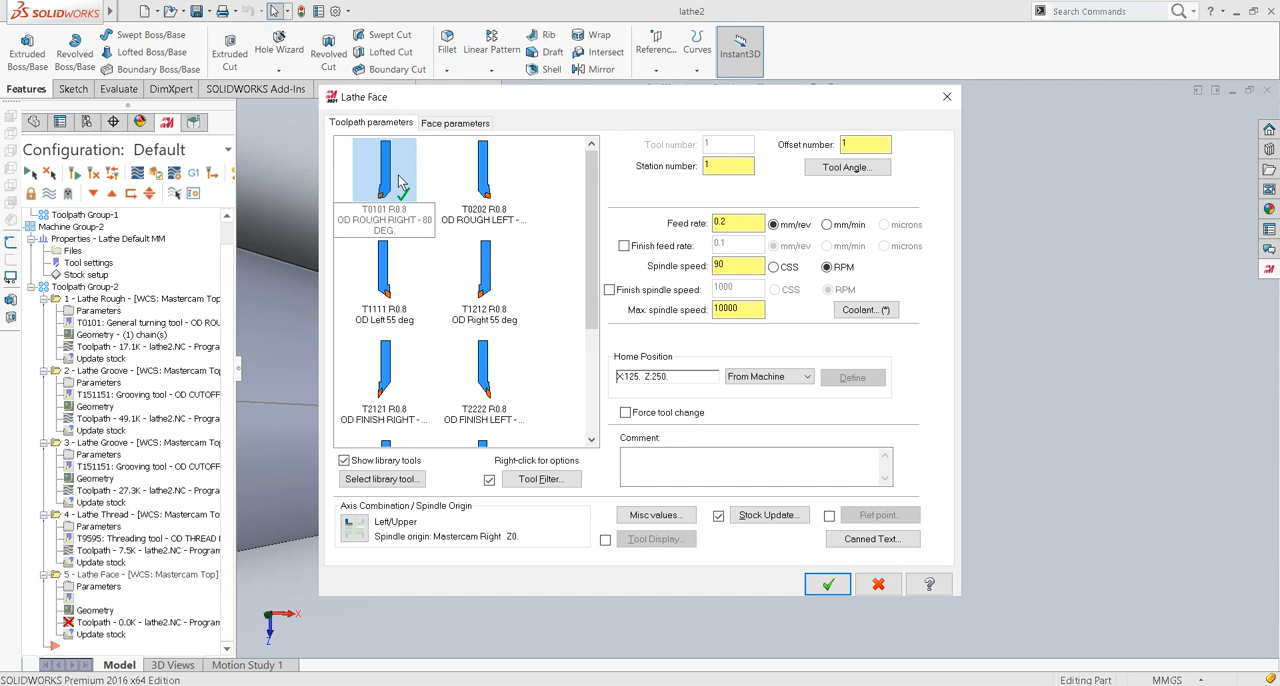 SOLIDWORKS
lathe2
Search Commands
?
Extruded Boss/Base
Revolved Boss/Base
Swept Boss/Base
Lofted Boss/Base
Boundary Boss/Base
Extruded Cut
Hole Wizard
Revolved Cut
Swept Cut
Lofted Cut
Boundary Cut
Fillet
Linear Pattern
Rib
Draft
Shell
Wrap
Intersect
Mirror
Referenc...
Curves
Instant3D
Features
Sketch
Evaluate
DimXpert
SOLIDWORKS Add-Ins
Configuration: Default
G1
Toolpath Group-1
Machine Group-2
Properties - Lathe Default MM
Files
Tool settings
Stock setup
Toolpath Group-2
1 - Lathe Rough - [WCS: Mastercam Top
Parameters
T0101: General turning tool - OD ROU
Geometry - (1) chain(s)
Toolpath - 17.1K - lathe2.NC - Progra
Update stock
2 - Lathe Groove - [WCS: Mastercam To
Parameters
T151151: Grooving tool - OD CUTOFF
Geometry
Toolpath - 49.1K - lathe2.NC - Progra
Update stock
3 - Lathe Groove - [WCS: Mastercam To
Parameters
T151151: Grooving tool - OD CUTOFF
Geometry
Toolpath - 27.3K - lathe2.NC - Progra
Update stock
4 - Lathe Thread - [WCS: Mastercam Top
Parameters
T9595: Threading tool - OD THREAD
Toolpath - 7.5K - lathe2.NC - Program
Update stock
5 - Lathe Face - [WCS: Mastercam Top]
Parameters
Geometry
Toolpath - 0.0K - lathe2.NC - Program
Update stock
Lathe Face
Toolpath parameters
Face parameters
T0101 R0.8
OD ROUGH RIGHT - 80
DEG.
T0202 R0.8
OD ROUGH LEFT - ...
T1111 R0.8
OD Left 55 deg
T1212 R0.8
OD Right 55 deg
T2121 R0.8
OD FINISH RIGHT - ...
T2222 R0.8
OD FINISH LEFT - ...
Show library tools
Right-click for options
Select library tool...
Tool Filter...
Axis Combination / Spindle Origin
Left/Upper
Spindle origin: Mastercam Right Z0.
Tool number: 1
Offset number: 1
Station number: 1
Tool Angle...
Feed rate: 0.2 mm/rev mm/min microns
Finish feed rate: 0.1 mm/rev mm/min microns
Spindle speed: 90 CSS RPM
Finish spindle speed: 1000 CSS RPM
Max. spindle speed: 10000
Coolant... (*)
Home Position
X:125. Z:250.
From Machine
Define
Force tool change
Comment:
Misc values...
Stock Update...
Ref point...
Tool Display...
Canned Text...
?
X
Z
Model
3D Views
Motion Study 1
SOLIDWORKS Premium 2016 x64 Edition
Editing Part
MMGS